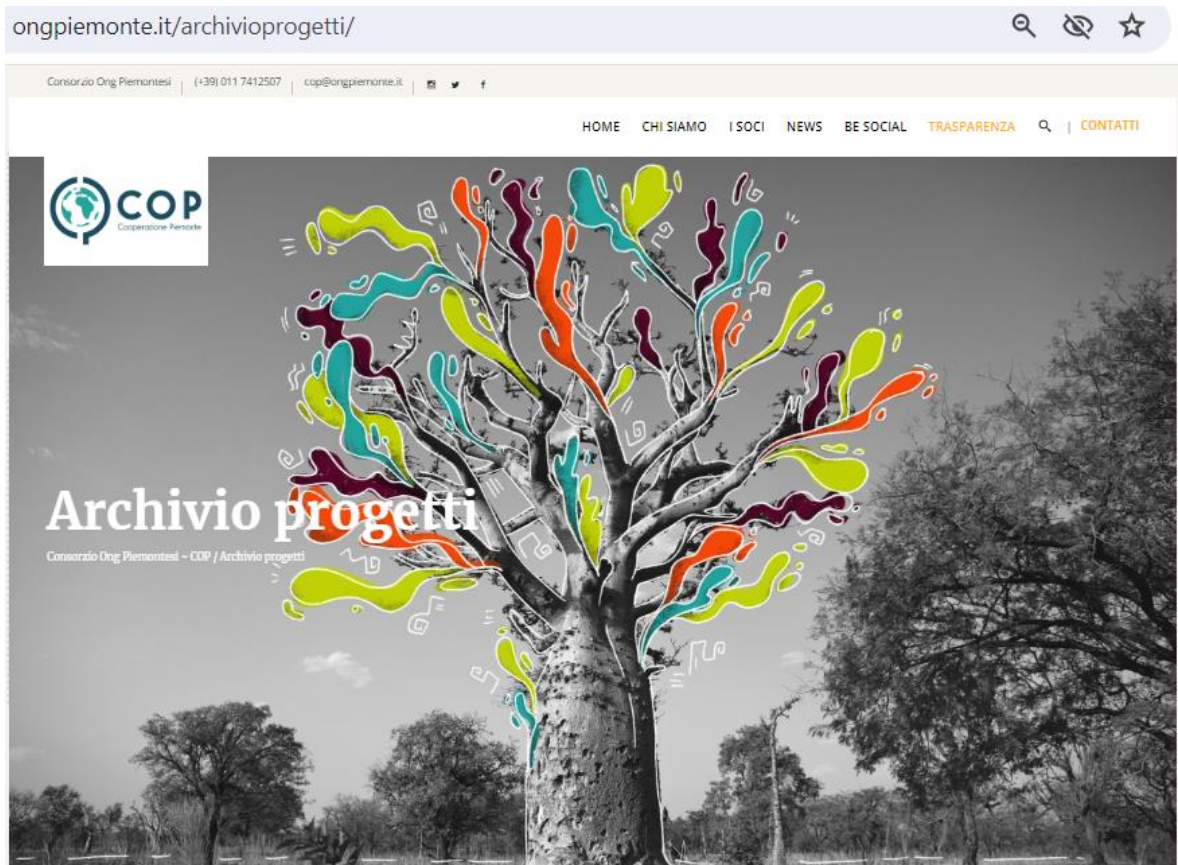 ongpiemonte.it/archivioprogetti/
Consorzio Ong Piemontesi | (+39) 011 7412507 | cop@ongpiemonte.it |
HOME CHI SIAMO I SOCI NEWS BE SOCIAL TRASPARENZA | CONTATTI
COP
Cooperazione Piemonte
Archivio progetti
Consorzio Ong Piemontesi – COP / Archivio progetti